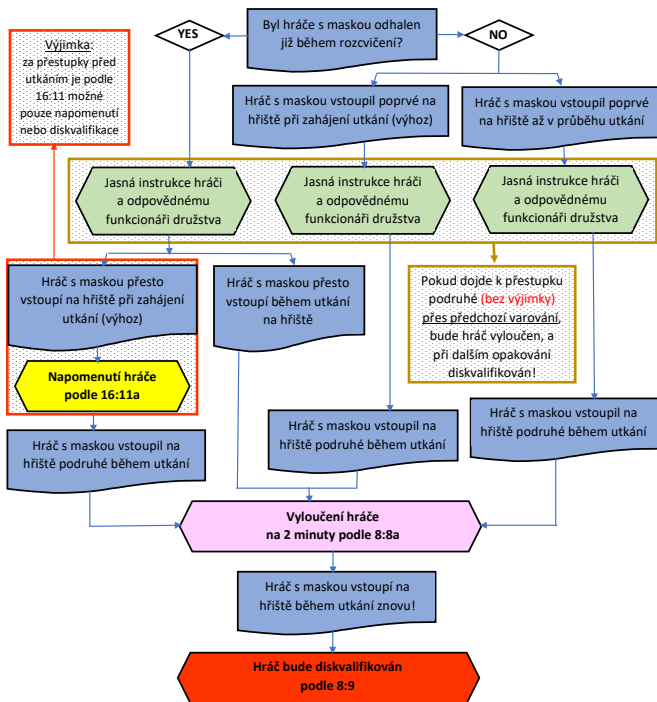 Byl hráče s maskou odhalen
již během rozcvičení?
YES
NO
Výjimka:
za přestupky před
utkáním je podle
16:11 možné
pouze napomenutí
nebo diskvalifikace
Hráč s maskou vstoupil poprvé na
hřiště při zahájení utkání (výhoz)
Hráč s maskou vstoupil poprvé
na hřiště až v průběhu utkání
Jasná instrukce hráči
a odpovědnému
funkcionáři družstva
Jasná instrukce hráči
a odpovědnému
funkcionáři družstva
Jasná instrukce hráči
a odpovědnému
funkcionáři družstva
Hráč s maskou přesto
vstoupí na hřiště při zahájení
utkání (výhoz)
Hráč s maskou přesto
vstoupí během utkání
na hřiště
Pokud dojde k přestupku
podruhé (bez výjimky)
přes předchozí varování,
bude hráč vyloučen, a
při dalším opakování
diskvalifikován!
Napomenutí hráče
podle 16:11a
Hráč s maskou vstoupil na
hřiště podruhé během utkání
Hráč s maskou vstoupil na
hřiště podruhé během utkání
Hráč s maskou vstoupil na
hřiště podruhé během utkání
Vyloučení hráče
na 2 minuty podle 8:8a
Hráč s maskou vstoupí na
hřiště během utkání znovu!
Hráč bude diskvalifikován
podle 8:9